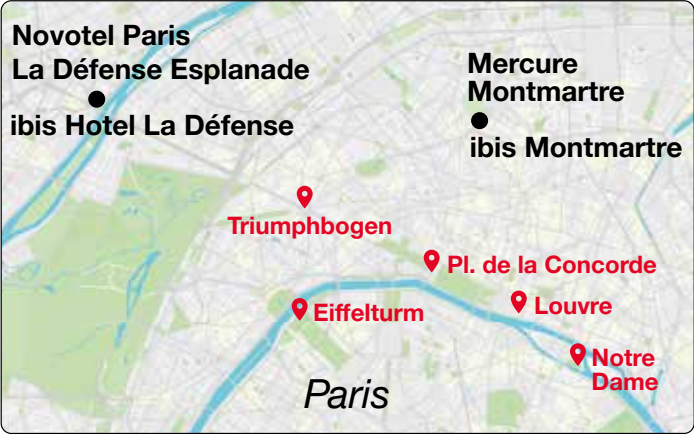 Novotel Paris
La Défense Esplanade
ibis Hotel La Défense
Mercure
Montmartre
ibis Montmartre
Triumphbogen
Pl. de la Concorde
Eiffelturm
Louvre
Notre
Dame
Paris